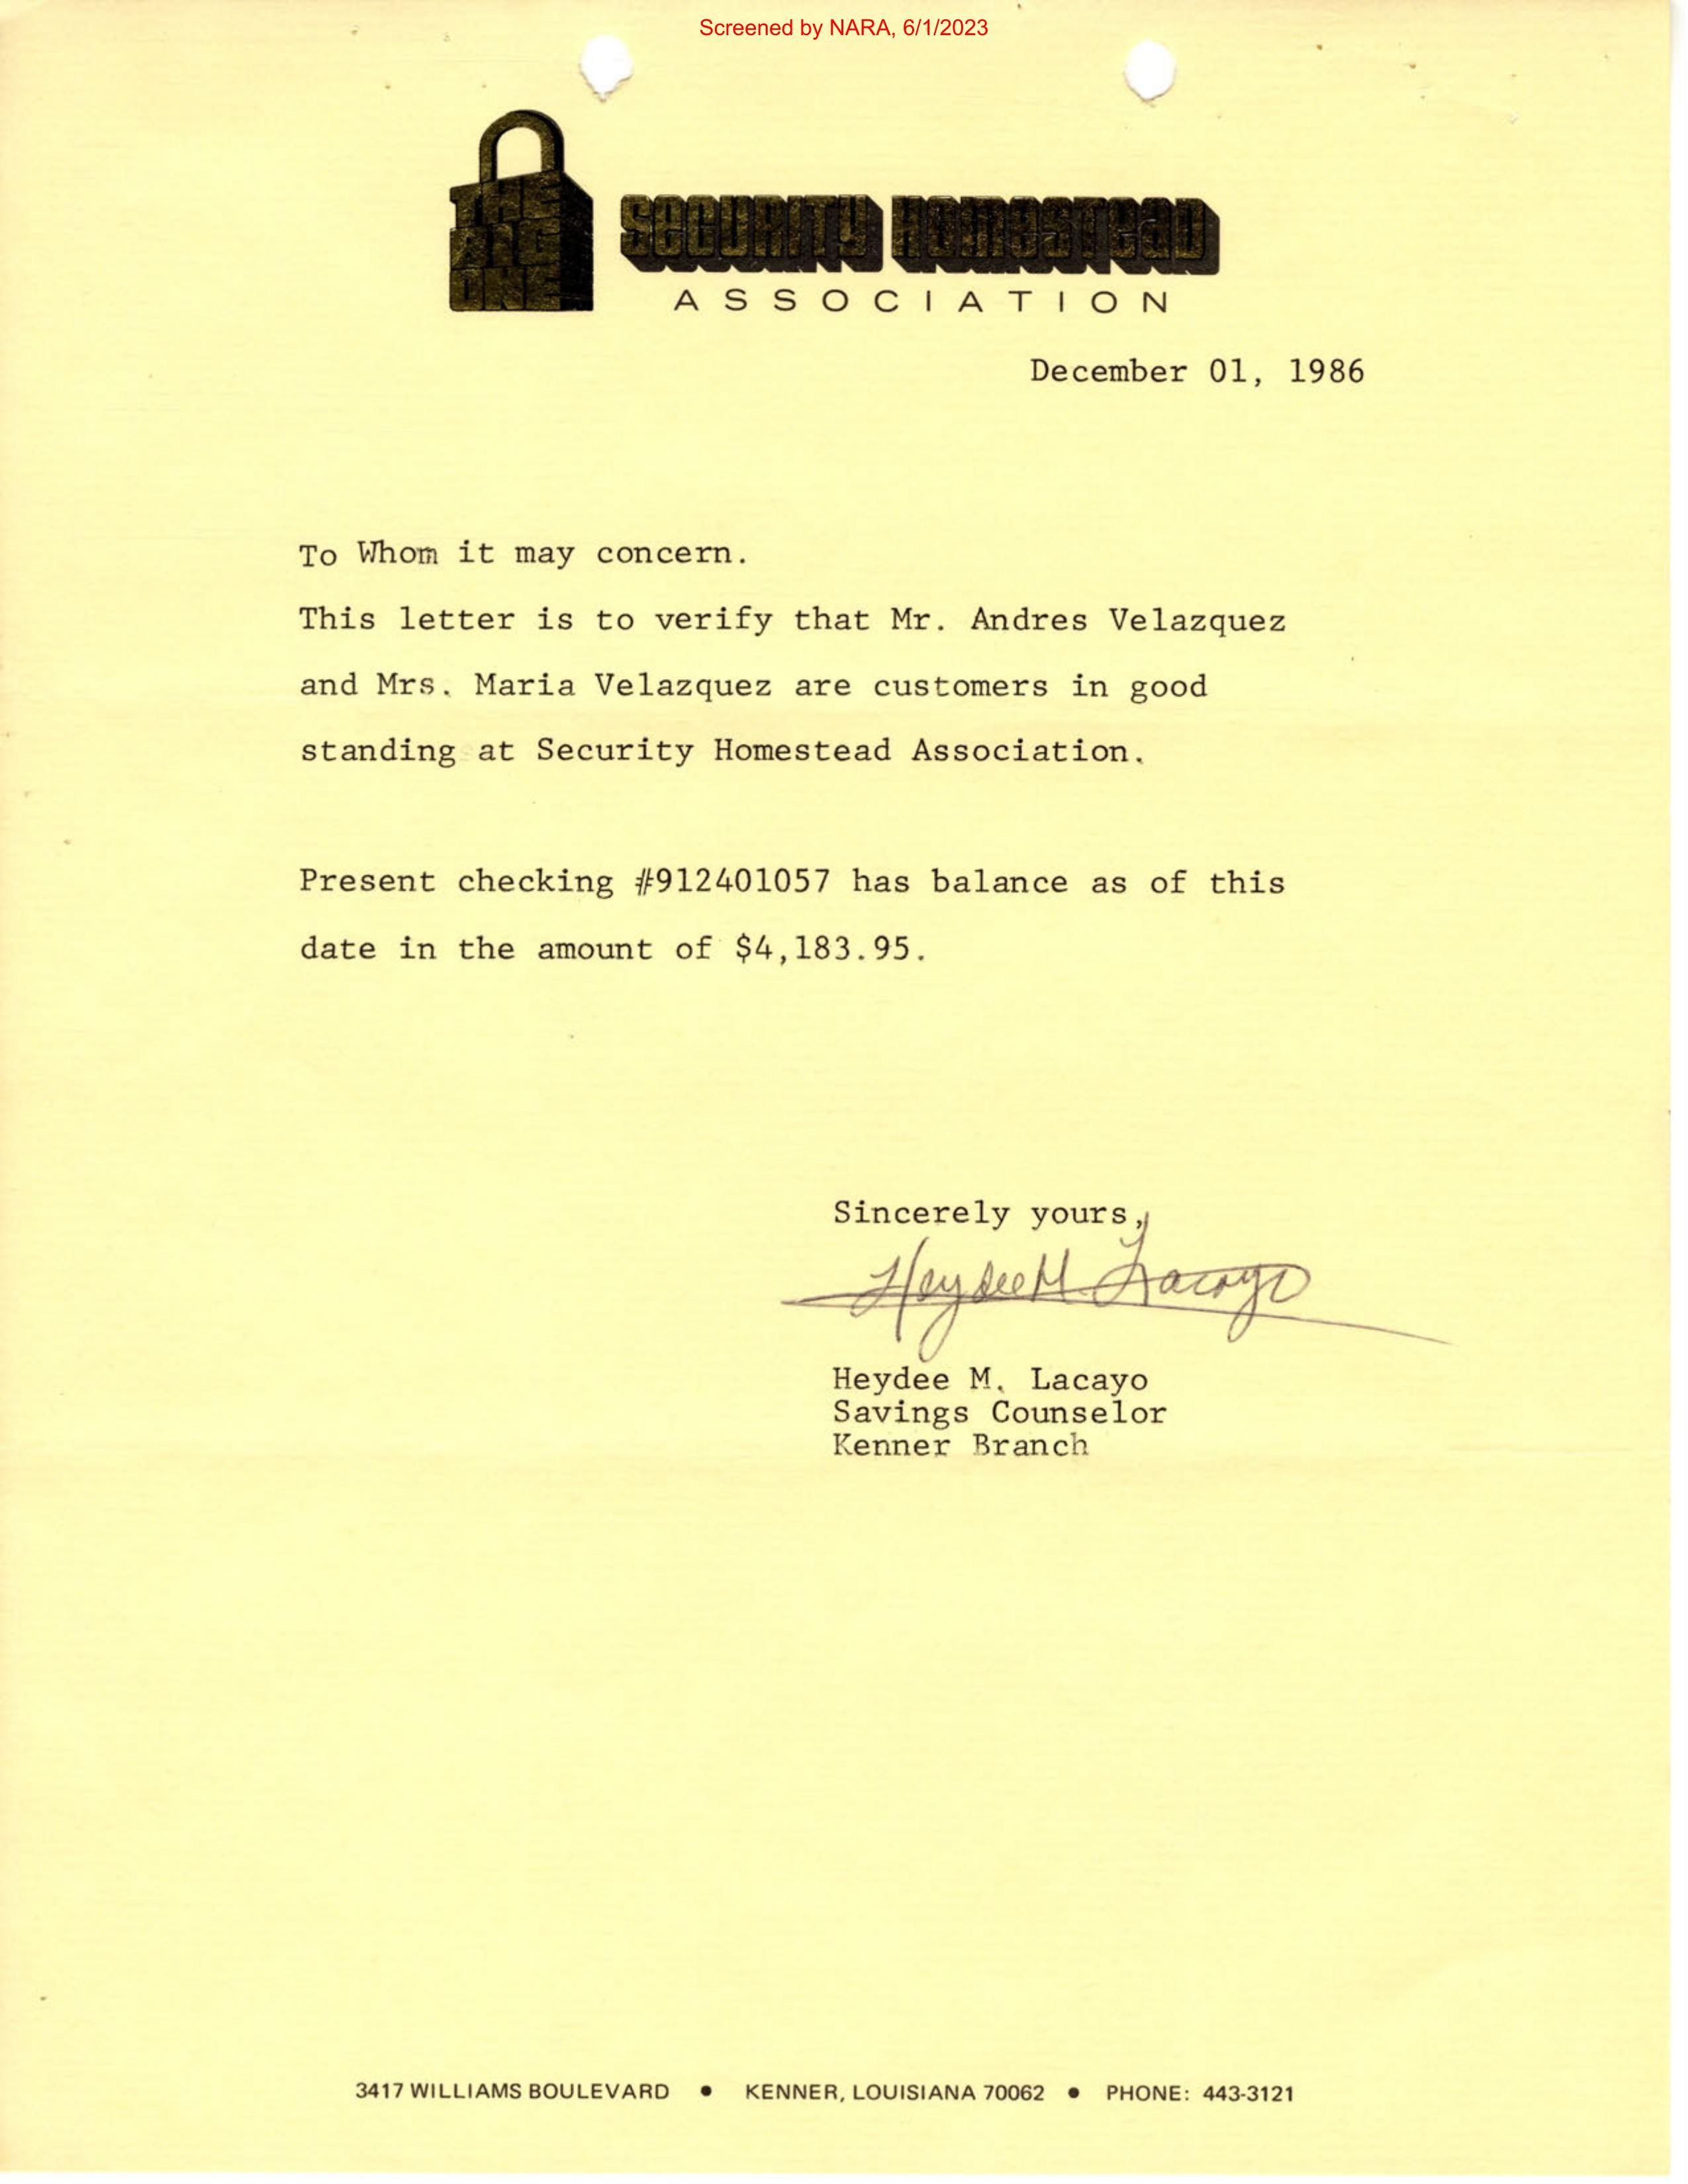 Screened by NARA, 6/1/2023
THE
BIG
ONE
SECURITY HOMESTEAD
ASSOCIATION
December 01, 1986
To Whom it may concern.
This letter is to verify that Mr. Andres Velazquez
and Mrs. Maria Velazquez are customers in good
standing at Security Homestead Association.
Present checking #912401057 has balance as of this
date in the amount of $4,183.95.
Sincerely yours,
Heydee M. Lacayo
Heydee M. Lacayo
Savings Counselor
Kenner Branch
3417 WILLIAMS BOULEVARD • KENNER, LOUISIANA 70062 • PHONE: 443-3121